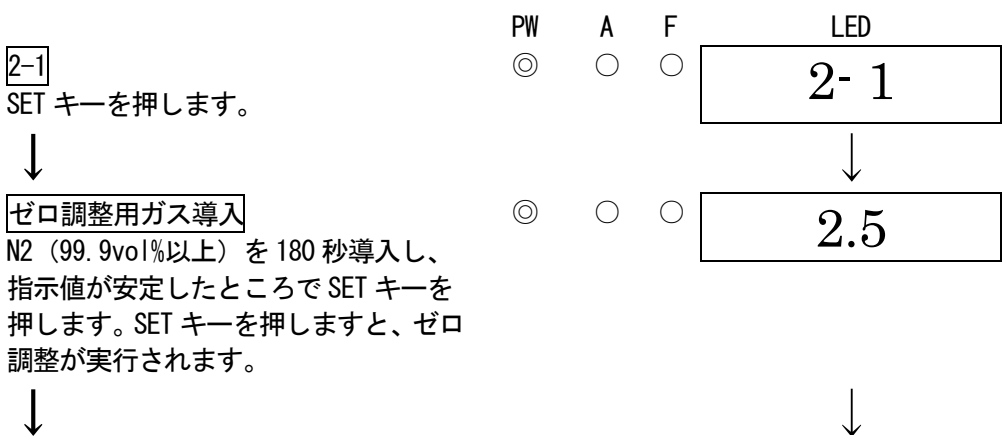 PW A F LED
2-1 ◎ ○ ○ 2- 1
SET キーを押します。
↓ ↓
ゼロ調整用ガス導入 ◎ ○ ○ 2.5
N2（99.9vol%以上）を 180 秒導入し、
指示値が安定したところで SET キーを
押します。SET キーを押しますと、ゼロ
調整が実行されます。
↓ ↓